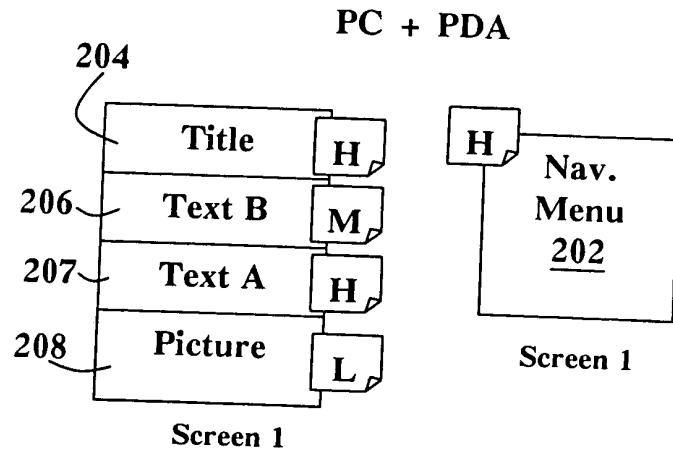 PC + PDA
204
Title
H
206
Text B
M
207
Text A
H
208
Picture
L
Screen 1
H
Nav.
Menu
202
Screen 1